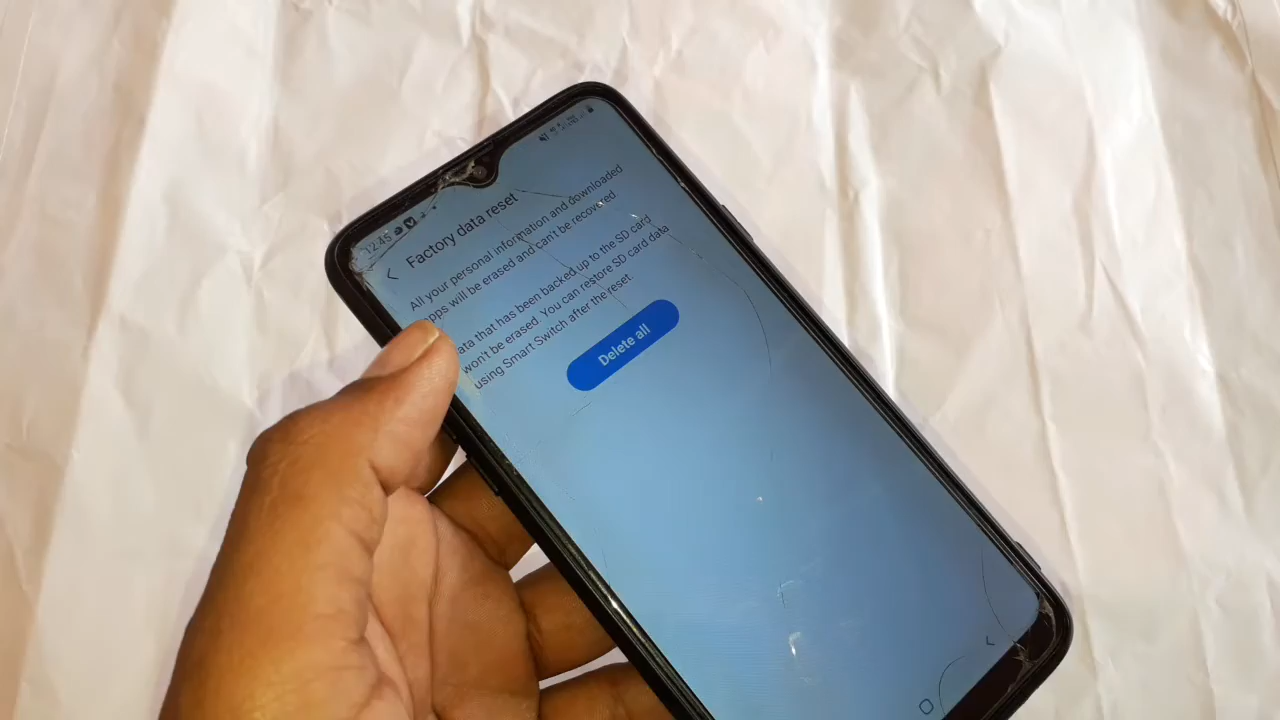 12:45
Factory data reset
All your personal information and downloaded
apps will be erased and can't be recovered
ata that has been backed up to the SD card
won't be erased. You can restore SD card data
using Smart Switch after the reset.
Delete all